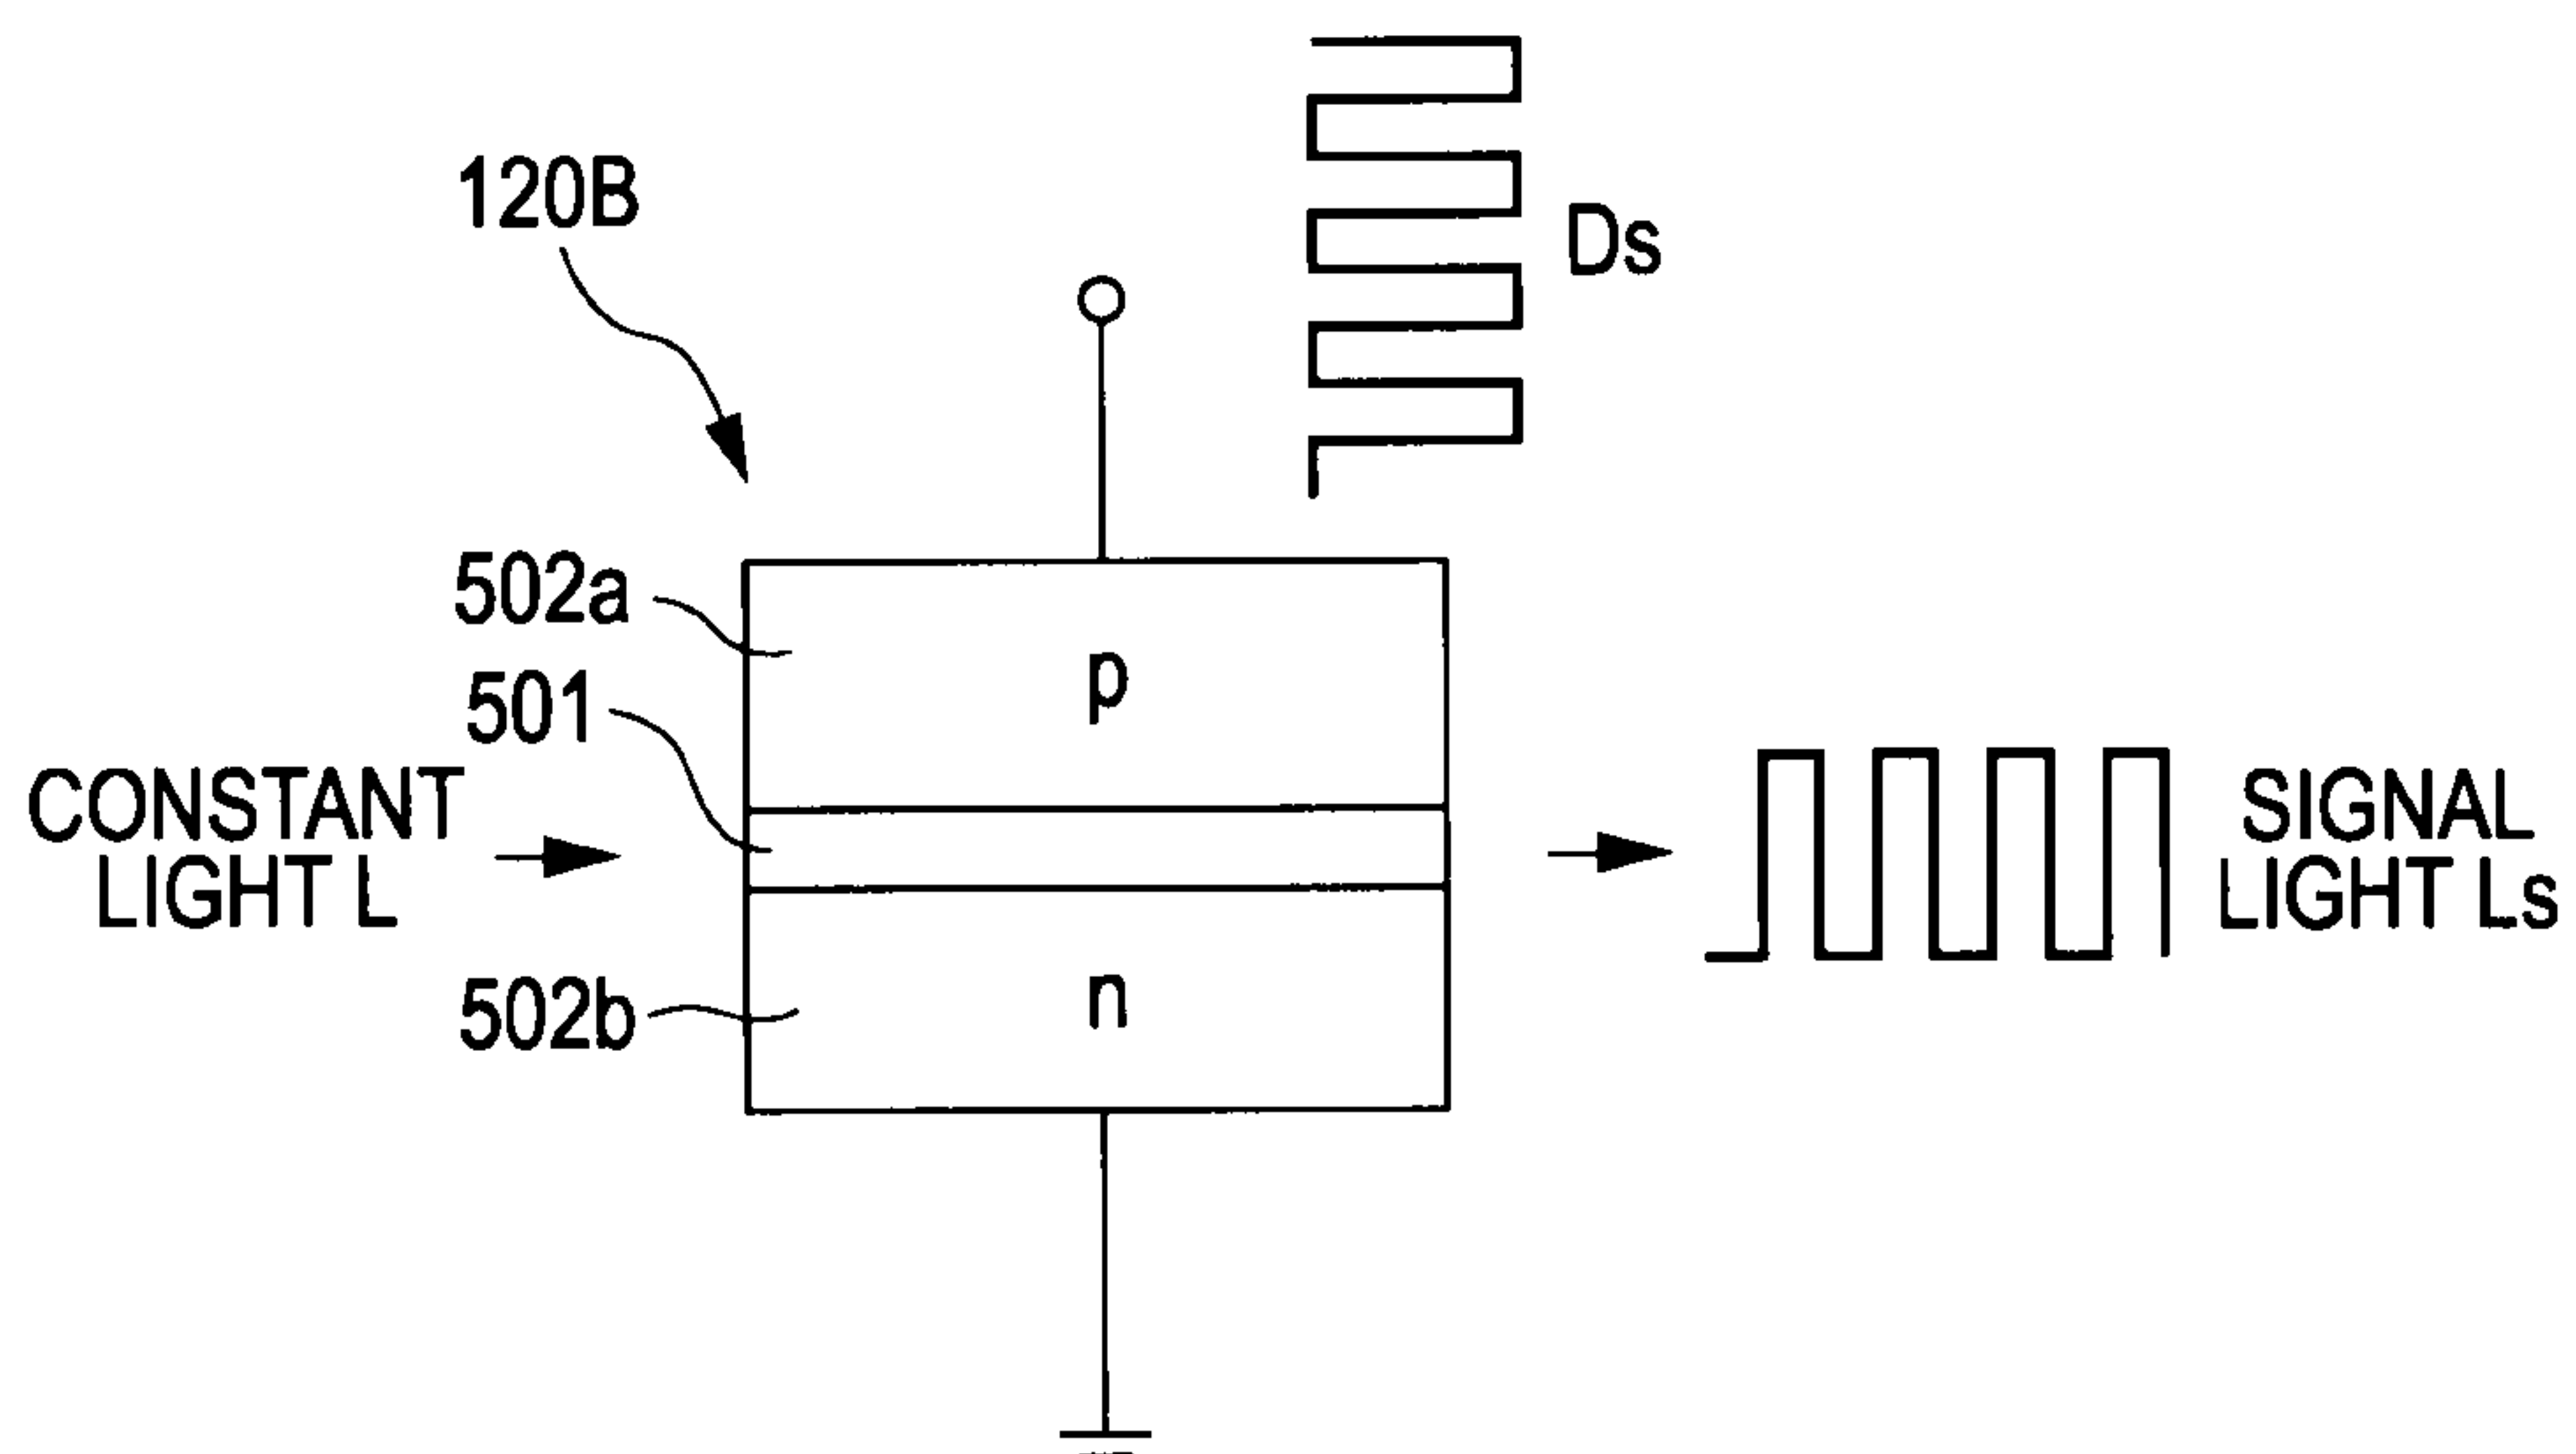 120B
Ds
502a
p
501
CONSTANT
LIGHT L
SIGNAL
LIGHT Ls
502b
n